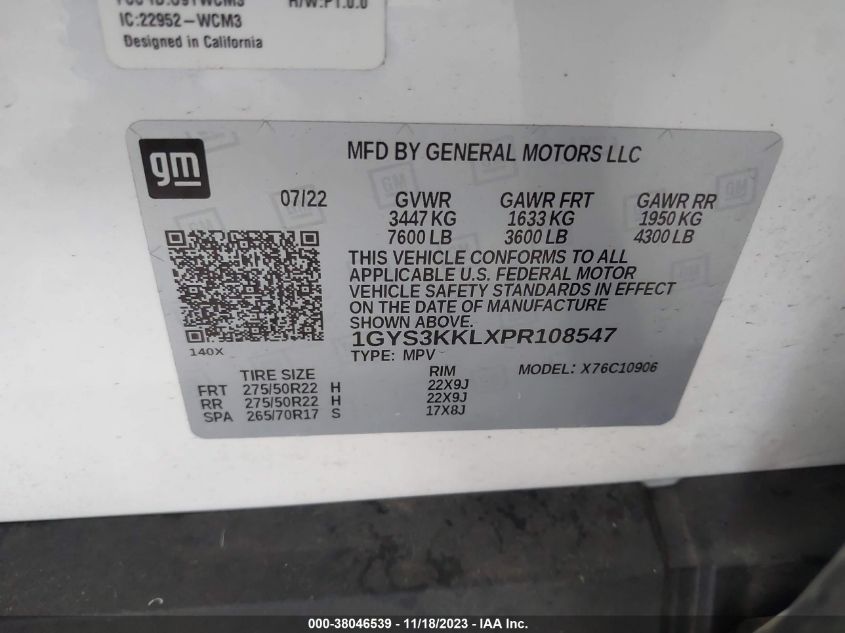 H/W:P1.0.0
IC:22952-WCM3
Designed in California
gm
MFD BY GENERAL MOTORS LLC
07/22 GVWR GAWR FRT GAWR RR
3447 KG 1633 KG 1950 KG
7600 LB 3600 LB 4300 LB
THIS VEHICLE CONFORMS TO ALL
APPLICABLE U.S. FEDERAL MOTOR
VEHICLE SAFETY STANDARDS IN EFFECT
ON THE DATE OF MANUFACTURE
SHOWN ABOVE.
1GYS3KKLXPR108547
140X
TYPE: MPV MODEL: X76C10906
TIRE SIZE RIM
FRT 275/50R22 H 22X9J
RR 275/50R22 H 22X9J
SPA 265/70R17 S 17X8J
000-38046539 - 11/18/2023 - IAA Inc.